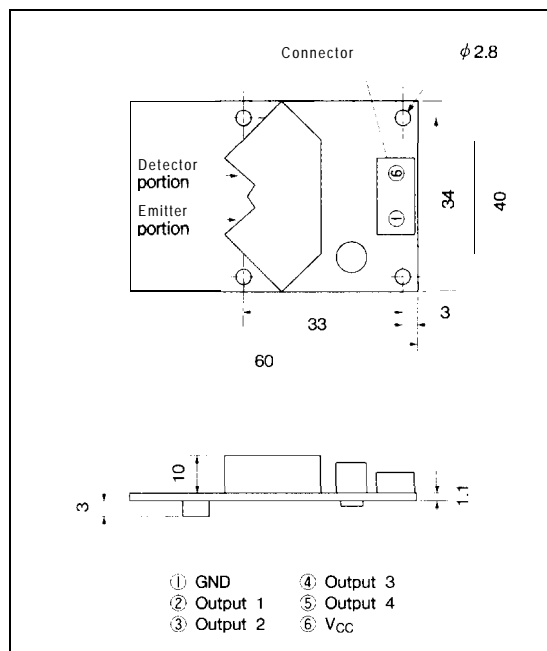 Connector
ϕ2.8
Detector
portion
Emitter
portion
⑥
①
34
40
33
3
60
10
3
1.1
① GND
② Output 1
③ Output 2
④ Output 3
⑤ Output 4
⑥ VCC